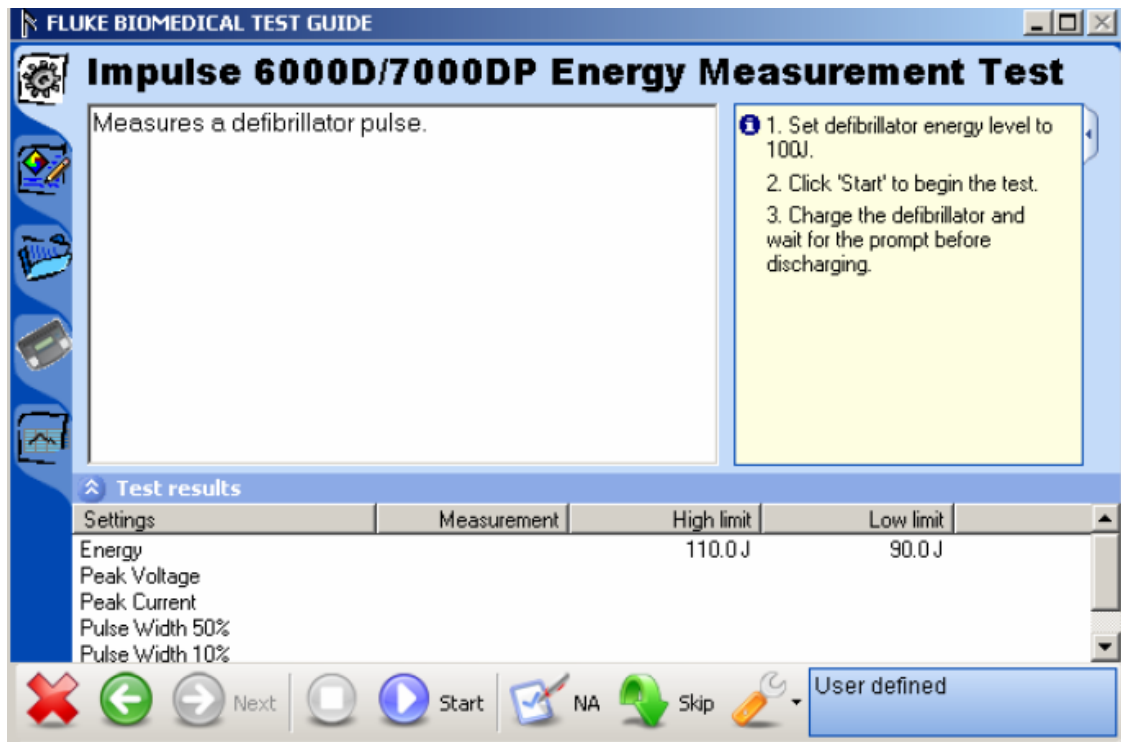 FLUKE BIOMEDICAL TEST GUIDE
Impulse 6000D/7000DP Energy Measurement Test
Measures a defibrillator pulse.
1. Set defibrillator energy level to
100J.
2. Click 'Start' to begin the test.
3. Charge the defibrillator and
wait for the prompt before
discharging.
Test results
Settings Measurement High limit Low limit
Energy 110.0 J 90.0 J
Peak Voltage
Peak Current
Pulse Width 50%
Pulse Width 10%
Next Start NA Skip User defined